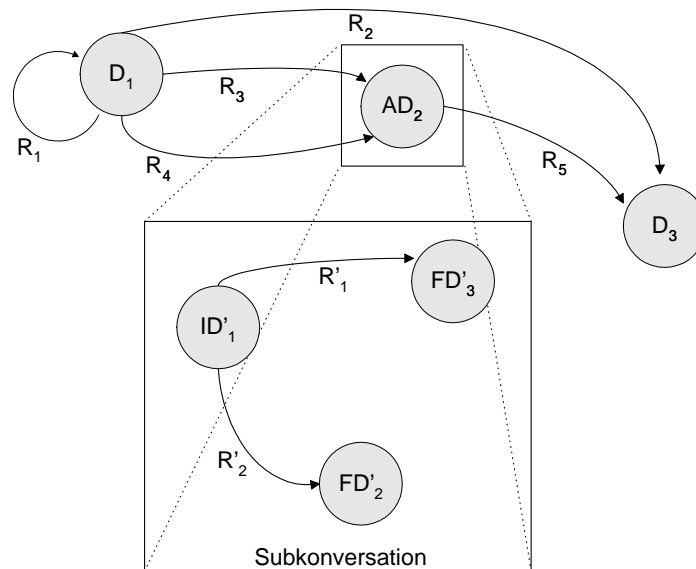 R₂
D₁
R₃
AD₂
R₁
R₄
R₅
D₃
R'₁
FD'₃
ID'₁
R'₂
FD'₂
Subkonversation